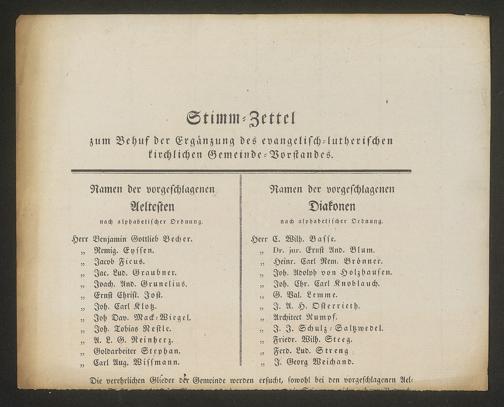 Stimm-Zettel
zum Behuf der Ergänzung des evangelisch-lutherischen
kirchlichen Gemeinde-Vorstandes.
Namen der vorgeschlagenen
Aeltesten
nach alphabetischer Ordnung.
Herr Benjamin Gottlieb Becher.
„ Remig. Eyssen.
„ Jacob Ficus.
„ Jac. Lud. Graubner.
„ Joach. And. Grunelius.
„ Ernst Christ. Jost.
„ Joh. Carl Klotz.
„ Joh Dav. Mack-Wiegel.
„ Joh. Tobias Nestle.
„ A. L. G. Reinherz.
„ Goldarbeiter Stephan.
„ Carl Aug. Wissmann.
Namen der vorgeschlagenen
Diakonen
nach alphabetischer Ordnung.
Herr C. Wilh. Basse.
„ Dr. jur. Ernst And. Blum.
„ Heinr. Carl Rem. Brönner.
„ Joh. Adolph von Holzhausen.
„ Joh. Chr. Carl Knoblauch.
„ G. Val. Lemme.
„ J. A. H. Osterrieth.
„ Architect Rumpf.
„ J. J. Schulz-Saltzwedel.
„ Friedr. Wilh. Steeg.
„ Ferd. Lud. Streng
„ J. Georg Weichand.
Die verehrlichen Glieder der Gemeinde werden ersucht, sowohl bei den vorgeschlagenen Ael-